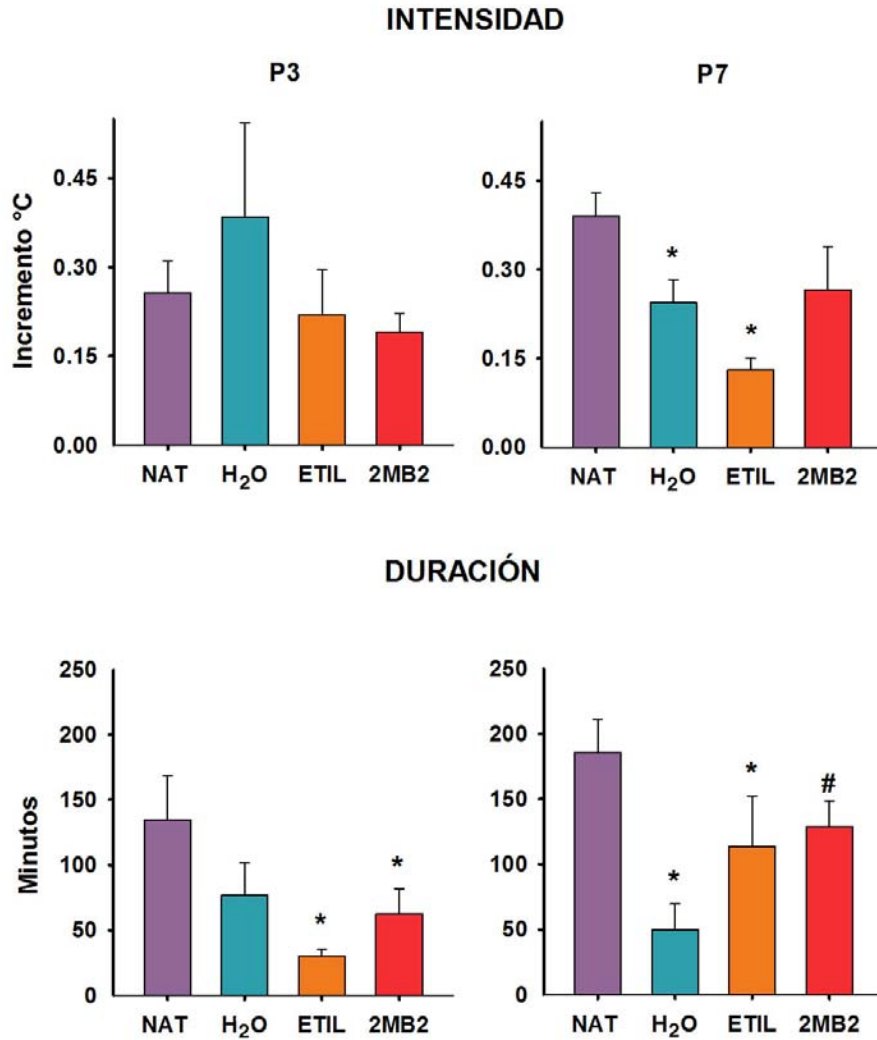 INTENSIDAD
P3
P7
Incremento °C
0.45
0.30
0.15
0.00
NAT H₂O ETIL 2MB2
0.45
0.30
0.15
0.00
*
*
NAT H₂O ETIL 2MB2
DURACIÓN
Minutos
250
200
150
100
50
0
*
*
NAT H₂O ETIL 2MB2
250
200
150
100
50
0
*
*
#
NAT H₂O ETIL 2MB2